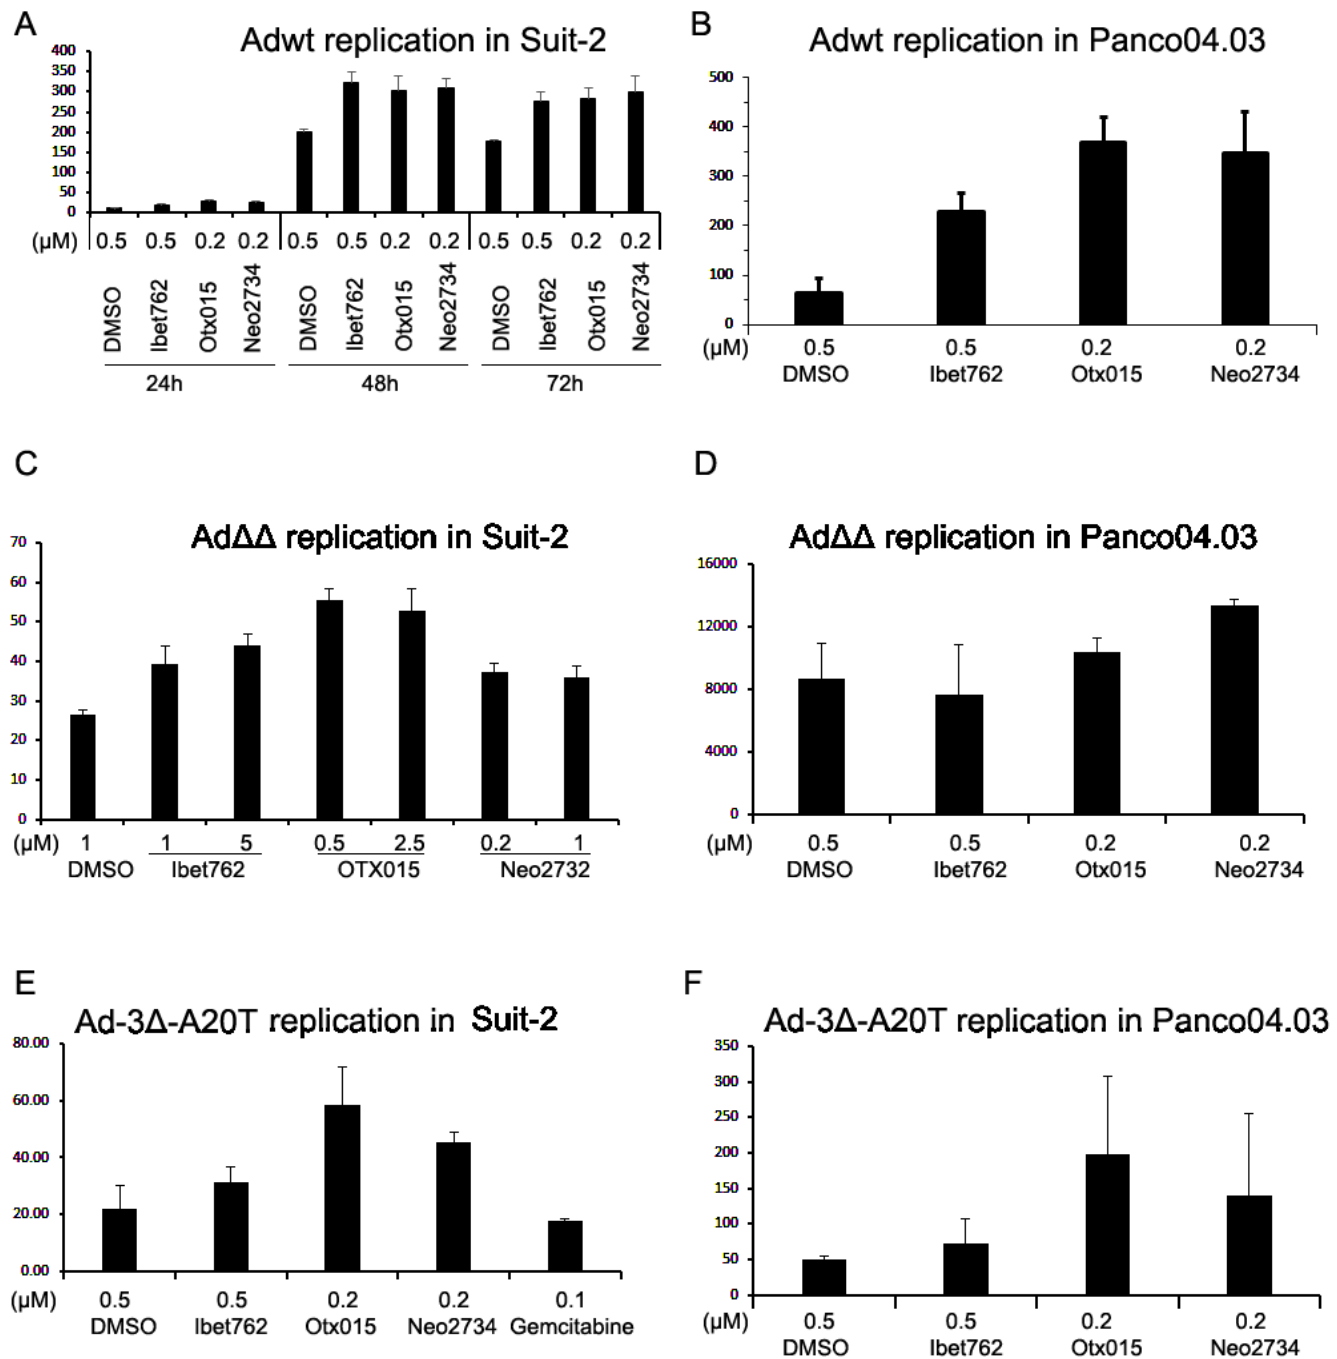 A
Adwt replication in Suit-2
400
350
300
250
200
150
100
50
0
(µM) 0.5 0.5 0.2 0.2 0.5 0.5 0.2 0.2 0.5 0.5 0.2 0.2
DMSO Ibet762 Otx015 Neo2734 DMSO Ibet762 Otx015 Neo2734 DMSO Ibet762 Otx015 Neo2734
24h 48h 72h
B
Adwt replication in Panco04.03
500
400
300
200
100
0
(µM) 0.5 0.5 0.2 0.2
DMSO Ibet762 Otx015 Neo2734
C
AdΔΔ replication in Suit-2
70
60
50
40
30
20
10
0
(µM) 1 1 5 0.5 2.5 0.2 1
DMSO Ibet762 OTX015 Neo2732
D
AdΔΔ replication in Panco04.03
16000
12000
8000
4000
0
(µM) 0.5 0.5 0.2 0.2
DMSO Ibet762 Otx015 Neo2734
E
Ad-3Δ-A20T replication in Suit-2
80.00
60.00
40.00
20.00
0.00
(µM) 0.5 0.5 0.2 0.2 0.1
DMSO Ibet762 Otx015 Neo2734 Gemcitabine
F
Ad-3Δ-A20T replication in Panco04.03
350
300
250
200
150
100
50
0
(µM) 0.5 0.5 0.2 0.2
DMSO Ibet762 Otx015 Neo2734